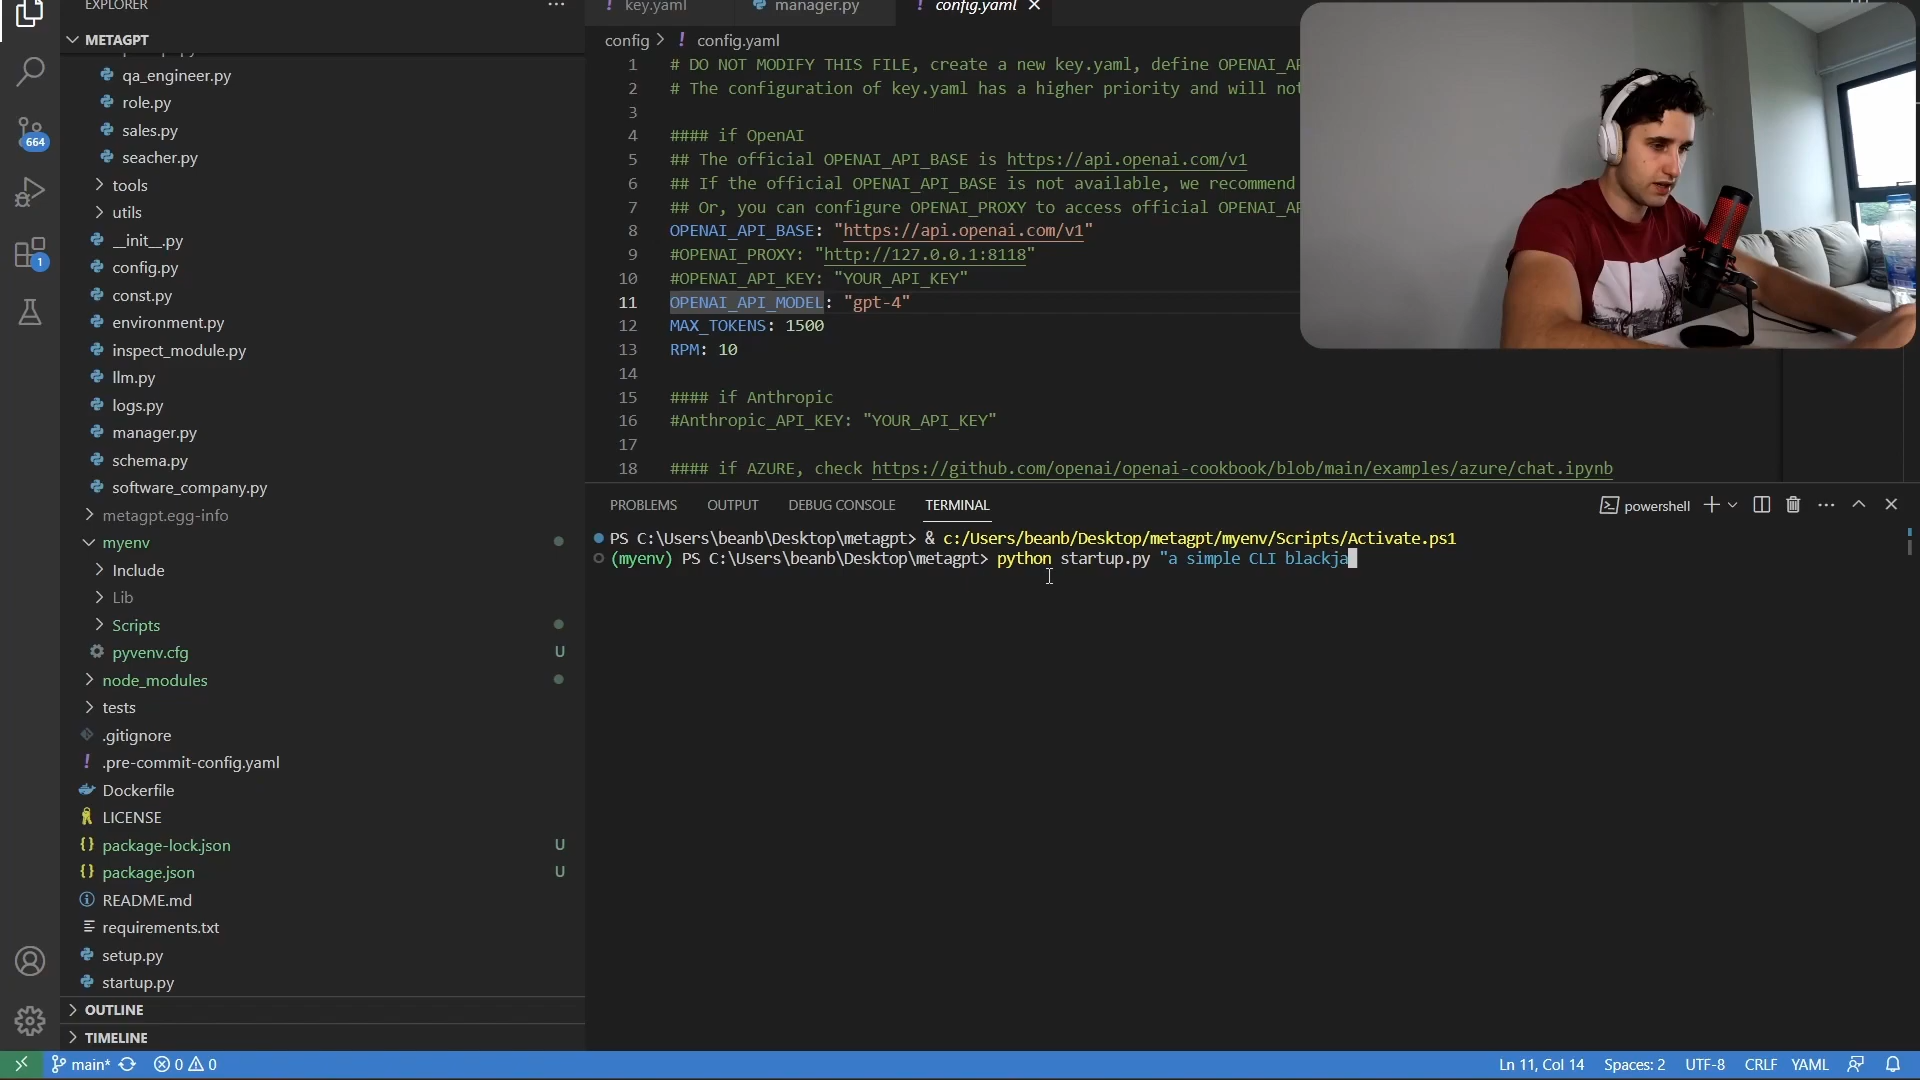 EXPLORER
···
METAGPT
qa_engineer.py
role.py
sales.py
seacher.py
tools
utils
__init__.py
config.py
const.py
environment.py
inspect_module.py
llm.py
logs.py
manager.py
schema.py
software_company.py
metagpt.egg-info
myenv
Include
Lib
Scripts
pyvenv.cfg U
node_modules
tests
.gitignore
! .pre-commit-config.yaml
Dockerfile
LICENSE
{} package-lock.json U
{} package.json U
README.md
requirements.txt
setup.py
startup.py
OUTLINE
TIMELINE
664
1
! key.yaml
manager.py
! config.yaml
config > ! config.yaml
1 # DO NOT MODIFY THIS FILE, create a new key.yaml, define OPENAI_AP
2 # The configuration of key.yaml has a higher priority and will not
3
4 #### if OpenAI
5 ## The official OPENAI_API_BASE is https://api.openai.com/v1
6 ## If the official OPENAI_API_BASE is not available, we recommend
7 ## Or, you can configure OPENAI_PROXY to access official OPENAI_AP
8 OPENAI_API_BASE: "https://api.openai.com/v1"
9 #OPENAI_PROXY: "http://127.0.0.1:8118"
10 #OPENAI_API_KEY: "YOUR_API_KEY"
11 OPENAI_API_MODEL: "gpt-4"
12 MAX_TOKENS: 1500
13 RPM: 10
14
15 #### if Anthropic
16 #Anthropic_API_KEY: "YOUR_API_KEY"
17
18 #### if AZURE, check https://github.com/openai/openai-cookbook/blob/main/examples/azure/chat.ipynb
PROBLEMS OUTPUT DEBUG CONSOLE TERMINAL
powershell
PS C:\Users\beanb\Desktop\metagpt> & c:/Users/beanb/Desktop/metagpt/myenv/Scripts/Activate.ps1
(myenv) PS C:\Users\beanb\Desktop\metagpt> python startup.py "a simple CLI blackja
main* 0 0
Ln 11, Col 14 Spaces: 2 UTF-8 CRLF YAML